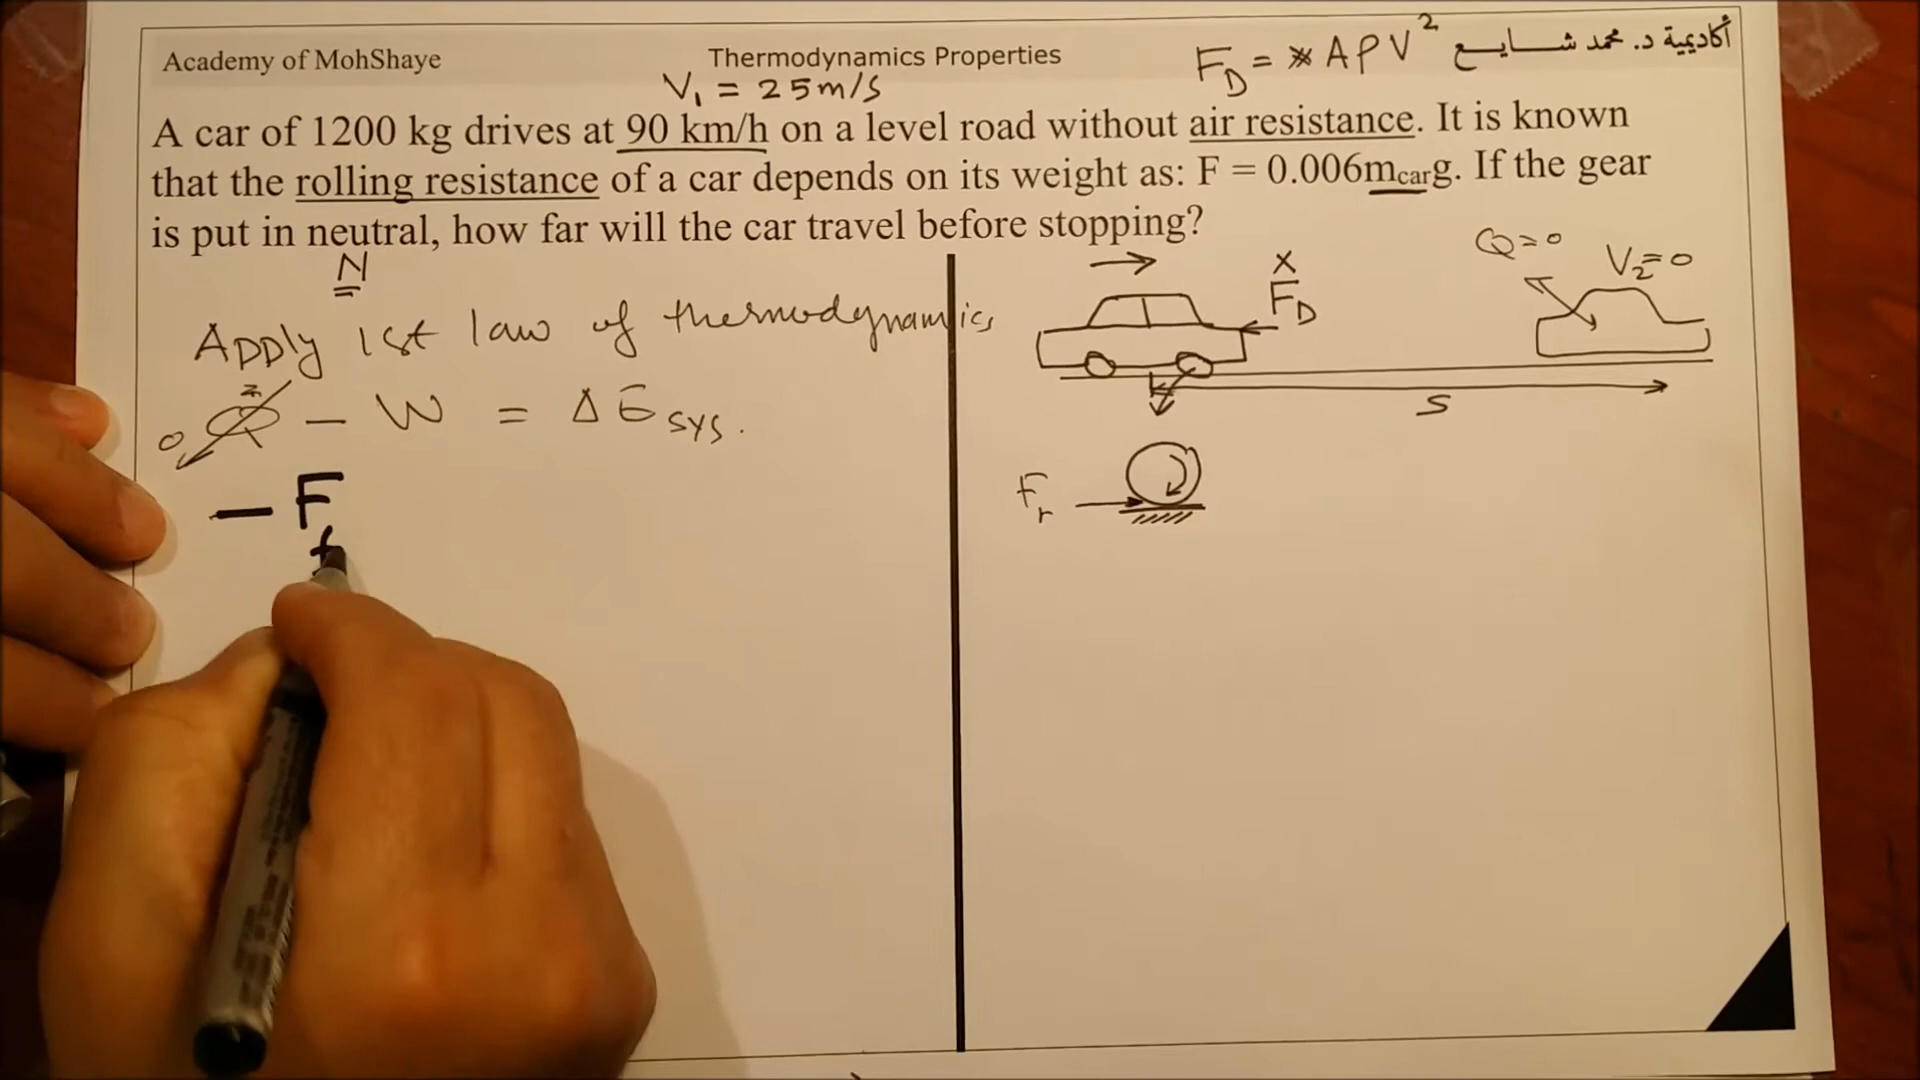 Academy of MohShaye
Thermodynamics Properties
أكاديمية د. محمد شايع
F_D = * A ρ V²
V₁ = 25 m/s
A car of 1200 kg drives at 90 km/h on a level road without air resistance. It is known
that the rolling resistance of a car depends on its weight as: F = 0.006m_car g. If the gear
is put in neutral, how far will the car travel before stopping?
N
Apply 1st law of thermodynamics
0 Q - W = Δ E sys.
- F
→
X
F_D
Q=0
V₂=0
S
F_r